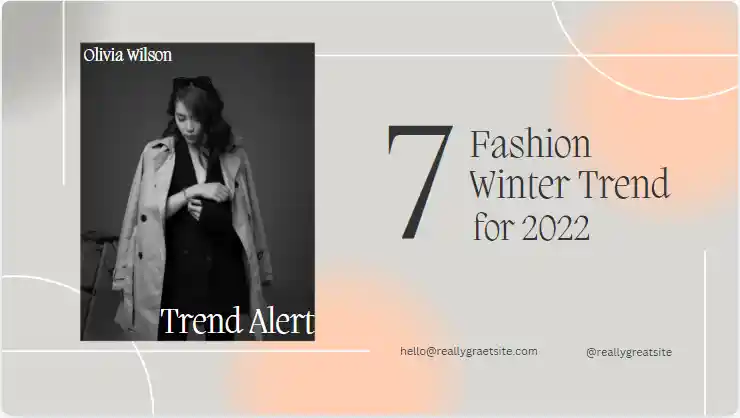 Olivia Wilson
Trend Alert
7
Fashion
Winter Trend
for 2022
hello@reallygraetsite.com
@reallygreatsite